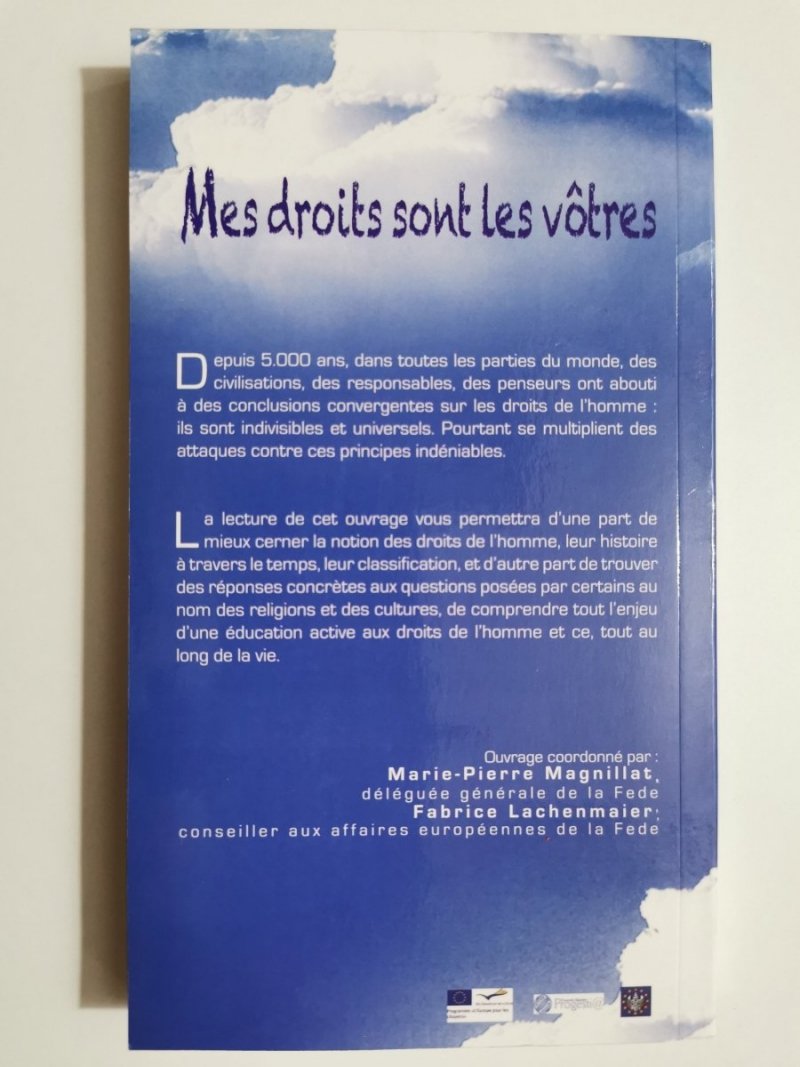 Mes droits sont les vôtres
Depuis 5.000 ans, dans toutes les parties du monde, des
civilisations, des responsables, des penseurs ont abouti
à des conclusions convergentes sur les droits de l'homme :
ils sont indivisibles et universels. Pourtant se multiplient des
attaques contre ces principes indéniables.
La lecture de cet ouvrage vous permettra d'une part de
mieux cerner la notion des droits de l'homme, leur histoire
à travers le temps, leur classification, et d'autre part de trouver
des réponses concrètes aux questions posées par certains au
nom des religions et des cultures, de comprendre tout l'enjeu
d'une éducation active aux droits de l'homme et ce, tout au
long de la vie.
Ouvrage coordonné par :
Marie-Pierre Magnillat,
déléguée générale de la Fede
Fabrice Lachenmaier,
conseiller aux affaires européennes de la Fede